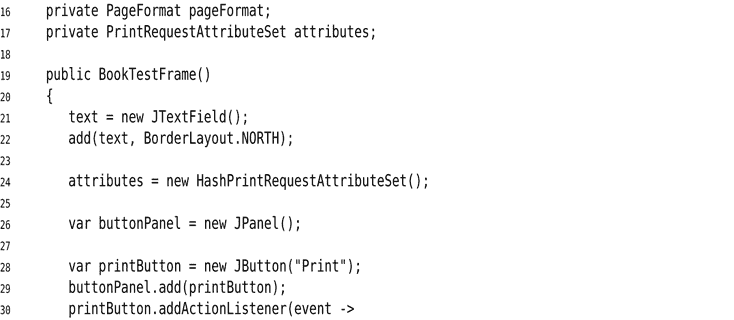 16 private PageFormat pageFormat;
17 private PrintRequestAttributeSet attributes;
18
19 public BookTestFrame()
20 {
21 text = new JTextField();
22 add(text, BorderLayout.NORTH);
23
24 attributes = new HashPrintRequestAttributeSet();
25
26 var buttonPanel = new JPanel();
27
28 var printButton = new JButton("Print");
29 buttonPanel.add(printButton);
30 printButton.addActionListener(event ->